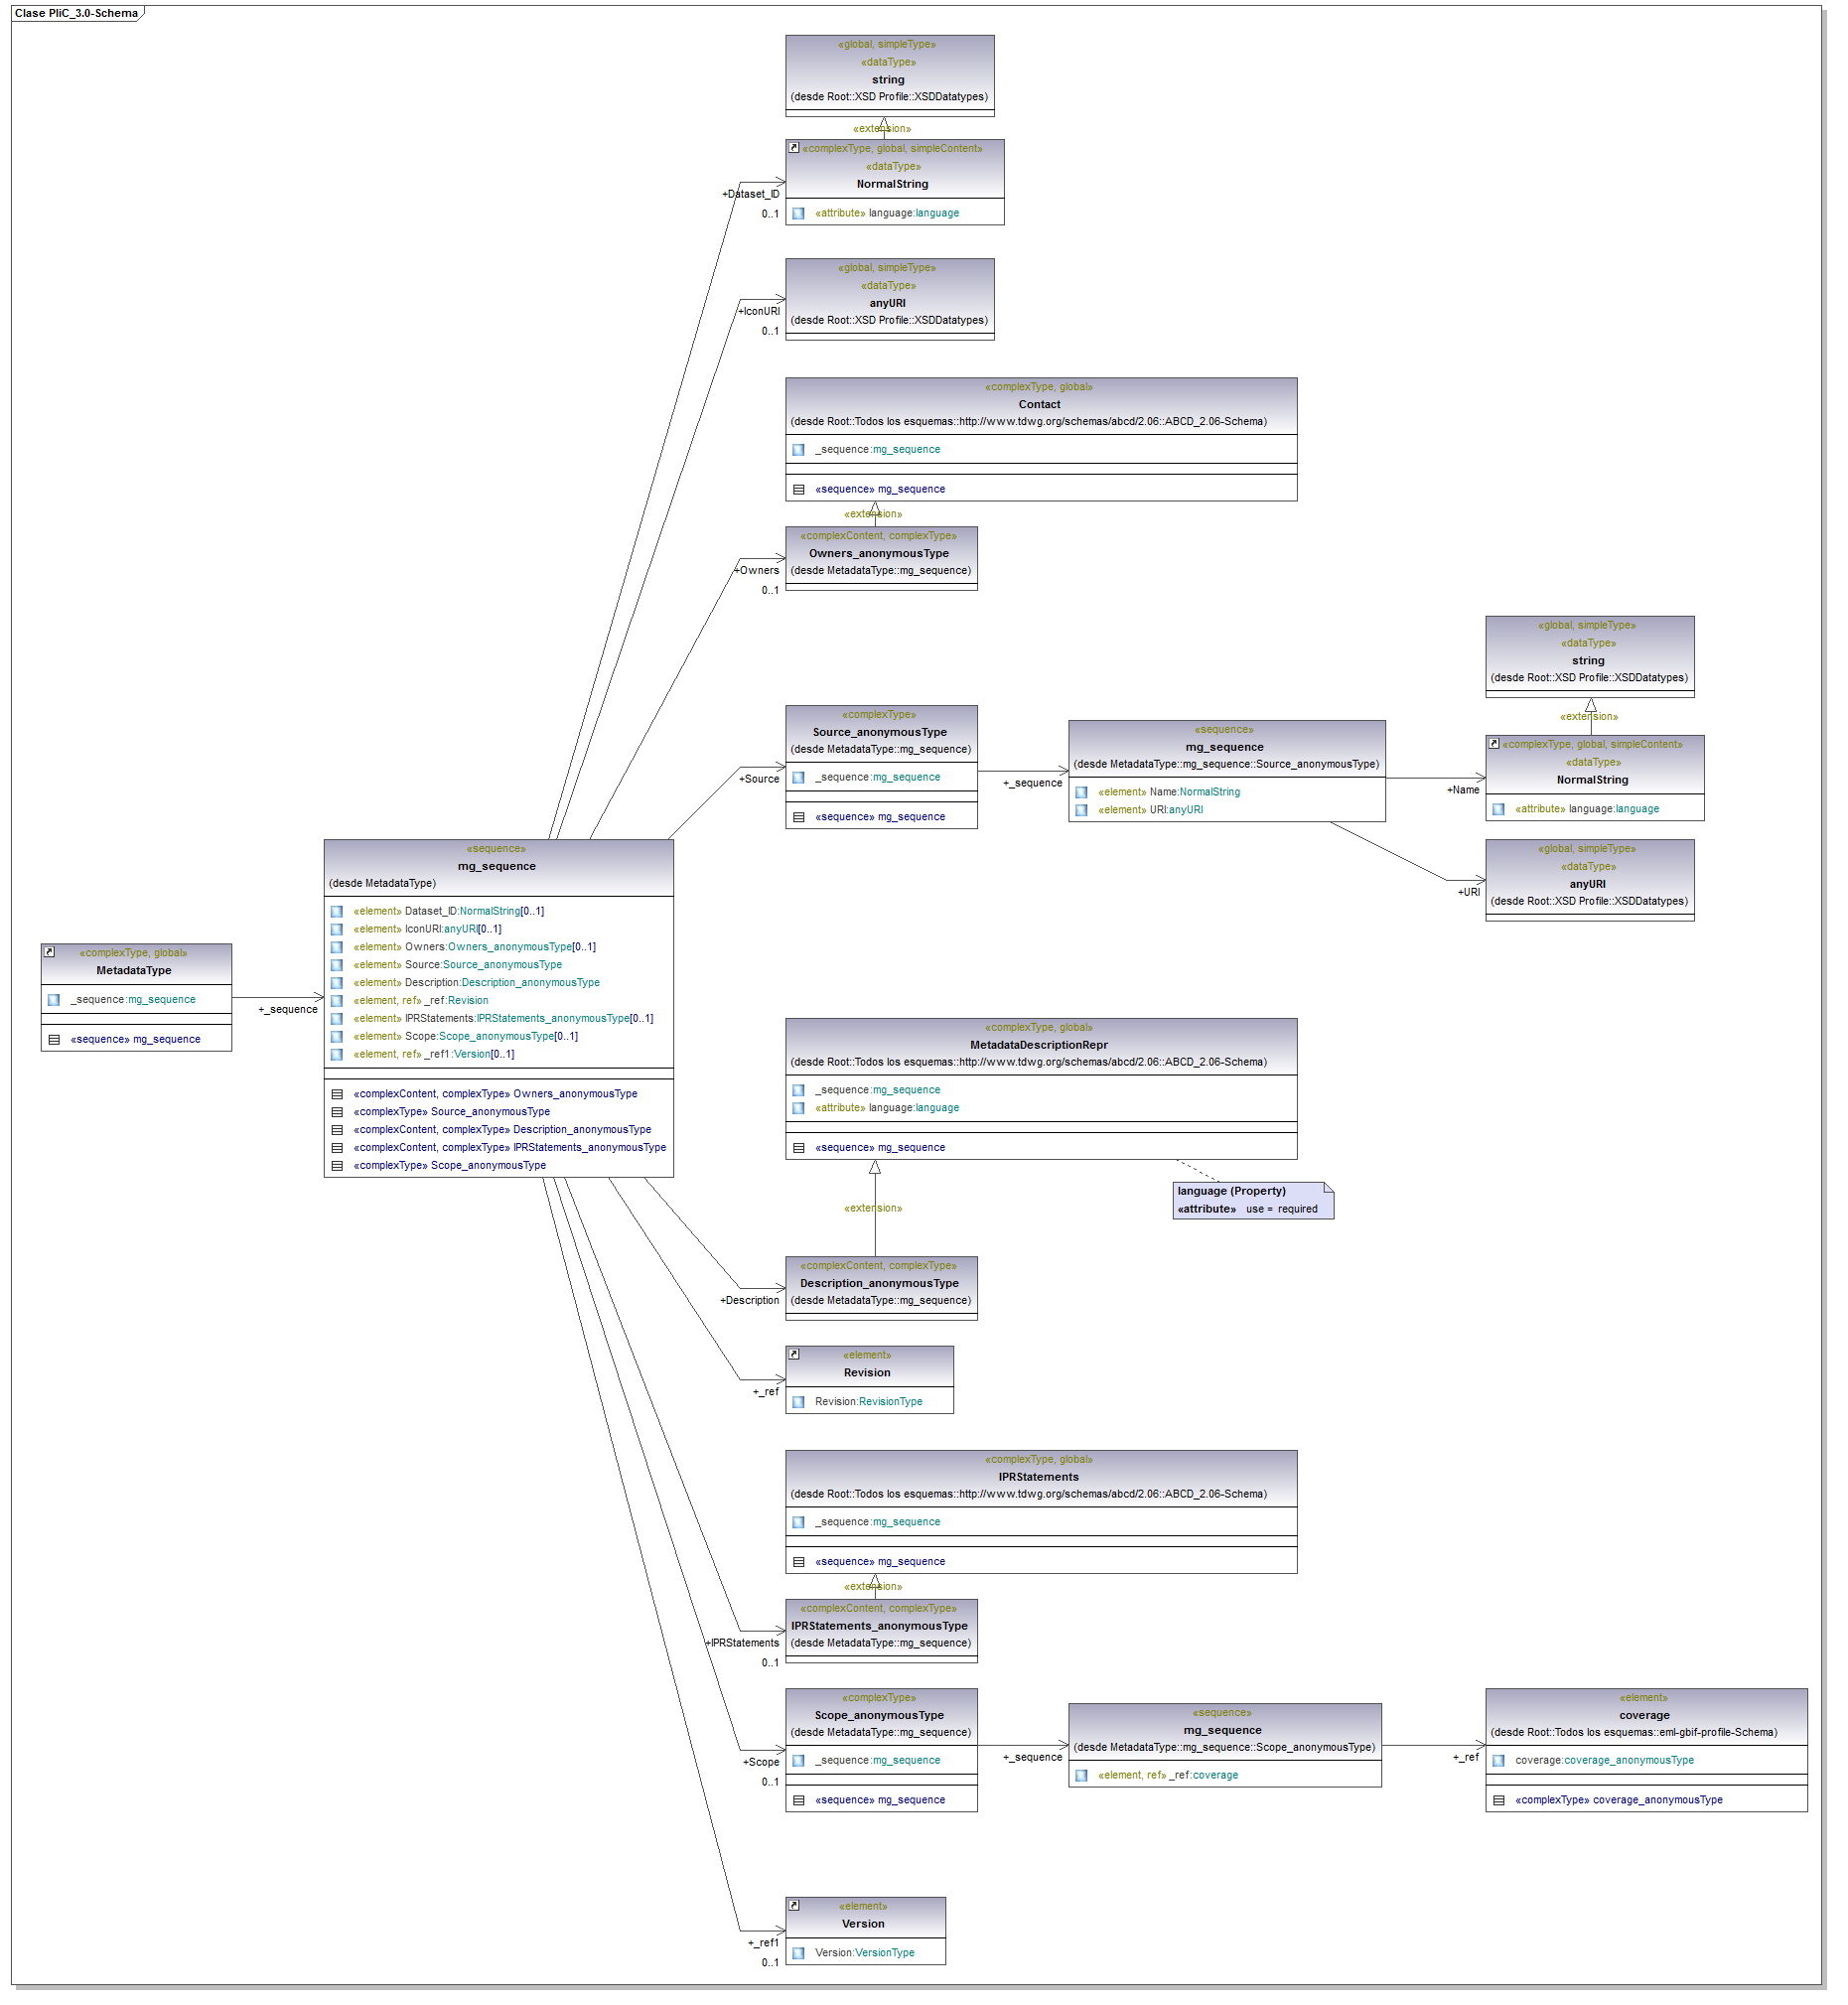 Clase PliC_3.0-Schema
«global, simpleType»
«dataType»
string
(desde Root::XSD Profile::XSDDatatypes)
«extension»
«complexType, global, simpleContent»
«dataType»
NormalString
«attribute» language:language
+Dataset_ID
0..1
«global, simpleType»
«dataType»
anyURI
(desde Root::XSD Profile::XSDDatatypes)
+IconURI
0..1
«complexType, global»
Contact
(desde Root::Todos los esquemas::http://www.tdwg.org/schemas/abcd/2.06::ABCD_2.06-Schema)
_sequence:mg_sequence
«sequence» mg_sequence
«extension»
«complexContent, complexType»
Owners_anonymousType
(desde MetadataType::mg_sequence)
+Owners
0..1
«complexType»
Source_anonymousType
(desde MetadataType::mg_sequence)
_sequence:mg_sequence
«sequence» mg_sequence
+Source
+_sequence
«sequence»
mg_sequence
(desde MetadataType::mg_sequence::Source_anonymousType)
«element» Name:NormalString
«element» URI:anyURI
«global, simpleType»
«dataType»
string
(desde Root::XSD Profile::XSDDatatypes)
«extension»
«complexType, global, simpleContent»
«dataType»
NormalString
«attribute» language:language
+Name
«global, simpleType»
«dataType»
anyURI
(desde Root::XSD Profile::XSDDatatypes)
+URI
«complexType, global»
MetadataType
_sequence:mg_sequence
«sequence» mg_sequence
+_sequence
«sequence»
mg_sequence
(desde MetadataType)
«element» Dataset_ID:NormalString[0..1]
«element» IconURI:anyURI[0..1]
«element» Owners:Owners_anonymousType[0..1]
«element» Source:Source_anonymousType
«element» Description:Description_anonymousType
«element, ref» _ref:Revision
«element» IPRStatements:IPRStatements_anonymousType[0..1]
«element» Scope:Scope_anonymousType[0..1]
«element, ref» _ref1:Version[0..1]
«complexContent, complexType» Owners_anonymousType
«complexType» Source_anonymousType
«complexContent, complexType» Description_anonymousType
«complexContent, complexType» IPRStatements_anonymousType
«complexType» Scope_anonymousType
«complexType, global»
MetadataDescriptionRepr
(desde Root::Todos los esquemas::http://www.tdwg.org/schemas/abcd/2.06::ABCD_2.06-Schema)
_sequence:mg_sequence
«attribute» language:language
«sequence» mg_sequence
language (Property)
«attribute» use = required
«extension»
«complexContent, complexType»
Description_anonymousType
(desde MetadataType::mg_sequence)
+Description
«element»
Revision
Revision:RevisionType
+_ref
«complexType, global»
IPRStatements
(desde Root::Todos los esquemas::http://www.tdwg.org/schemas/abcd/2.06::ABCD_2.06-Schema)
_sequence:mg_sequence
«sequence» mg_sequence
«extension»
«complexContent, complexType»
IPRStatements_anonymousType
(desde MetadataType::mg_sequence)
+IPRStatements
0..1
«complexType»
Scope_anonymousType
(desde MetadataType::mg_sequence)
_sequence:mg_sequence
«sequence» mg_sequence
+Scope
0..1
+_sequence
«sequence»
mg_sequence
(desde MetadataType::mg_sequence::Scope_anonymousType)
«element, ref» _ref:coverage
+_ref
«element»
coverage
(desde Root::Todos los esquemas::eml-gbif-profile-Schema)
coverage:coverage_anonymousType
«complexType» coverage_anonymousType
«element»
Version
Version:VersionType
+_ref1
0..1